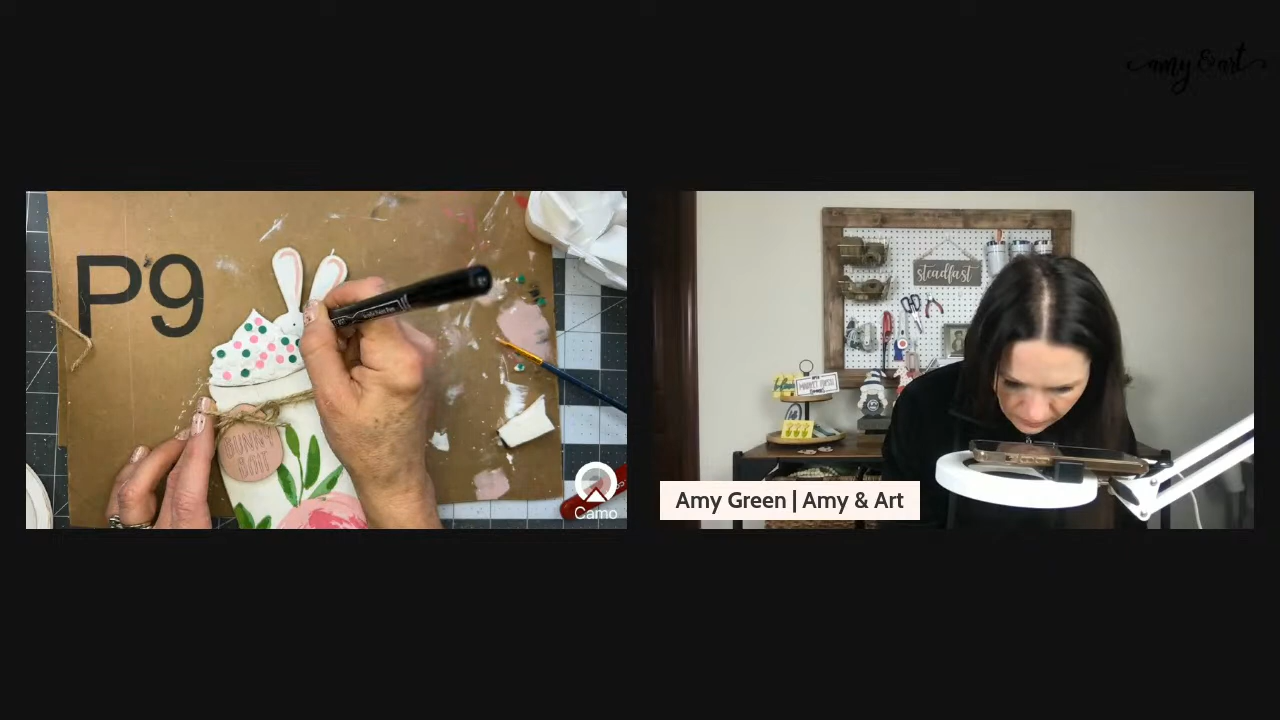 amy & art
P9
BUNNY
BAIT
steadfast
Camo
Amy Green | Amy & Art